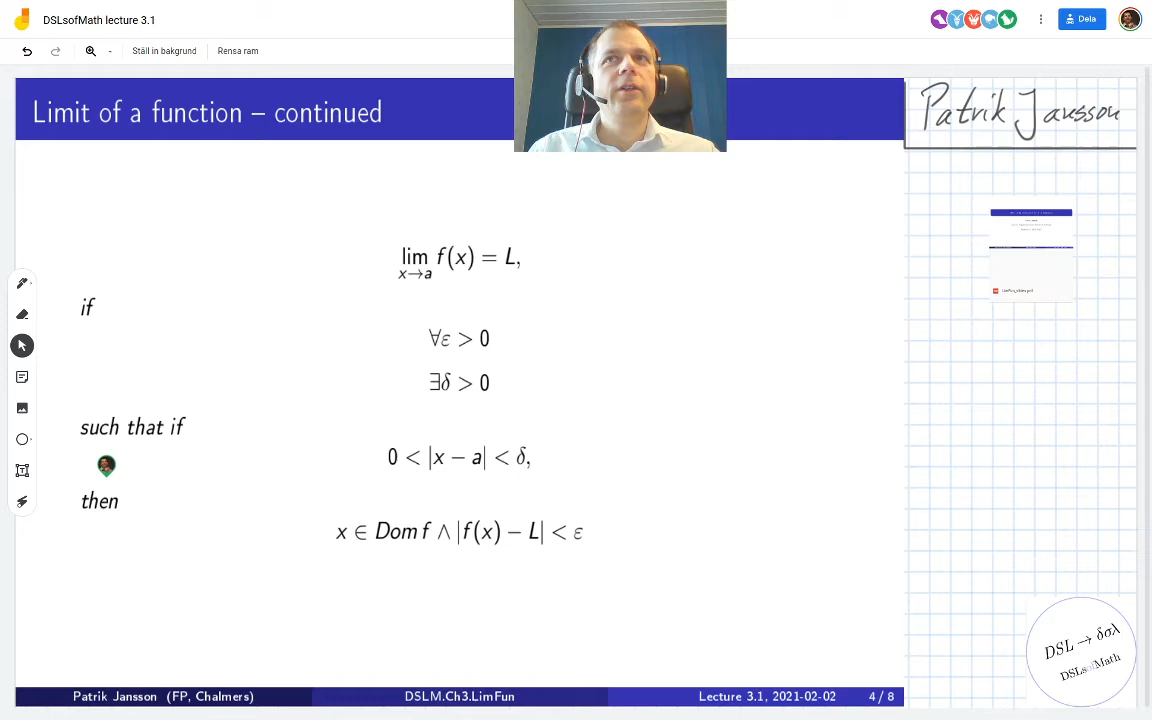 DSLsofMath lecture 3.1
Dela
Ställ in bakgrund
Rensa ram
Limit of a function – continued
Patrik Jansson
lim f(x) = L,
x→a
if
∀ε > 0
∃δ > 0
such that if
0 < |x − a| < δ,
then
x ∈ Dom f ∧ |f(x) − L| < ε
DSL → δσλ
DSLsofMath
Patrik Jansson (FP, Chalmers)
DSLM.Ch3.LimFun
Lecture 3.1, 2021-02-02
4 / 8